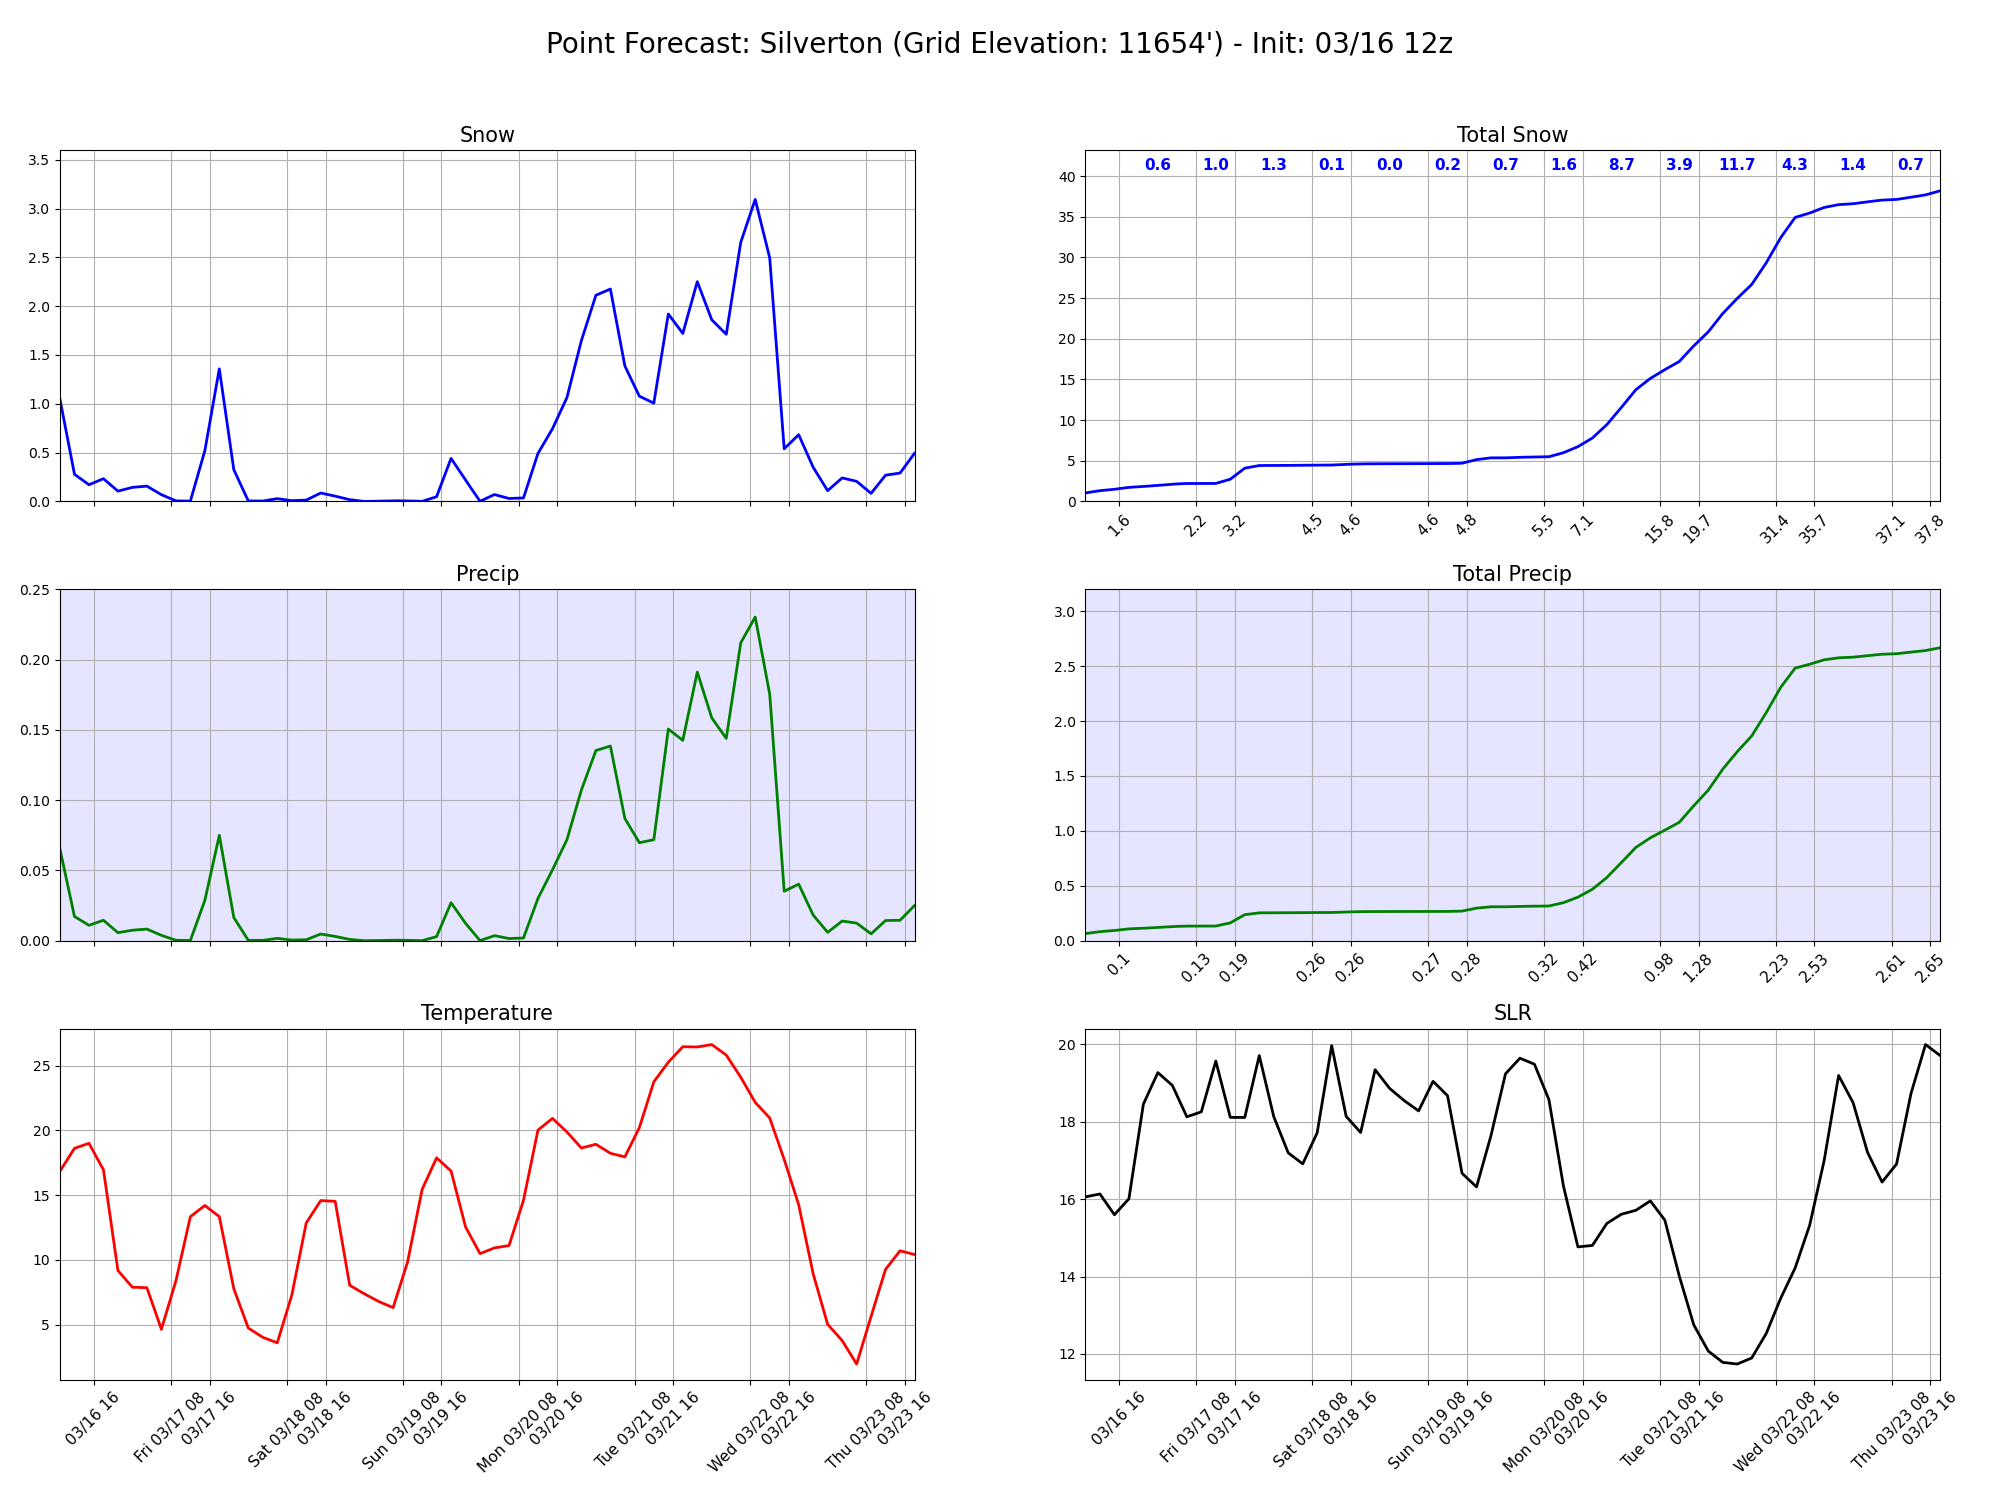 Point Forecast: Silverton (Grid Elevation: 11654') - Init: 03/16 12z
Snow
3.5
3.0
2.5
2.0
1.5
1.0
0.5
0.0
Total Snow
0.6 1.0 1.3 0.1 0.0 0.2 0.7 1.6 8.7 3.9 11.7 4.3 1.4 0.7
40
35
30
25
20
15
10
5
0
1.6 2.2 3.2 4.5 4.6 4.6 4.8 5.5 7.1 15.8 19.7 31.4 35.7 37.1 37.8
Precip
0.25
0.20
0.15
0.10
0.05
0.00
Total Precip
3.0
2.5
2.0
1.5
1.0
0.5
0.0
0.1 0.13 0.19 0.26 0.26 0.27 0.28 0.32 0.42 0.98 1.28 2.23 2.53 2.61 2.65
Temperature
25
20
15
10
5
03/16 16
Fri 03/17 08
03/17 16
Sat 03/18 08
03/18 16
Sun 03/19 08
03/19 16
Mon 03/20 08
03/20 16
Tue 03/21 08
03/21 16
Wed 03/22 08
03/22 16
Thu 03/23 08
03/23 16
SLR
20
18
16
14
12
03/16 16
Fri 03/17 08
03/17 16
Sat 03/18 08
03/18 16
Sun 03/19 08
03/19 16
Mon 03/20 08
03/20 16
Tue 03/21 08
03/21 16
Wed 03/22 08
03/22 16
Thu 03/23 08
03/23 16